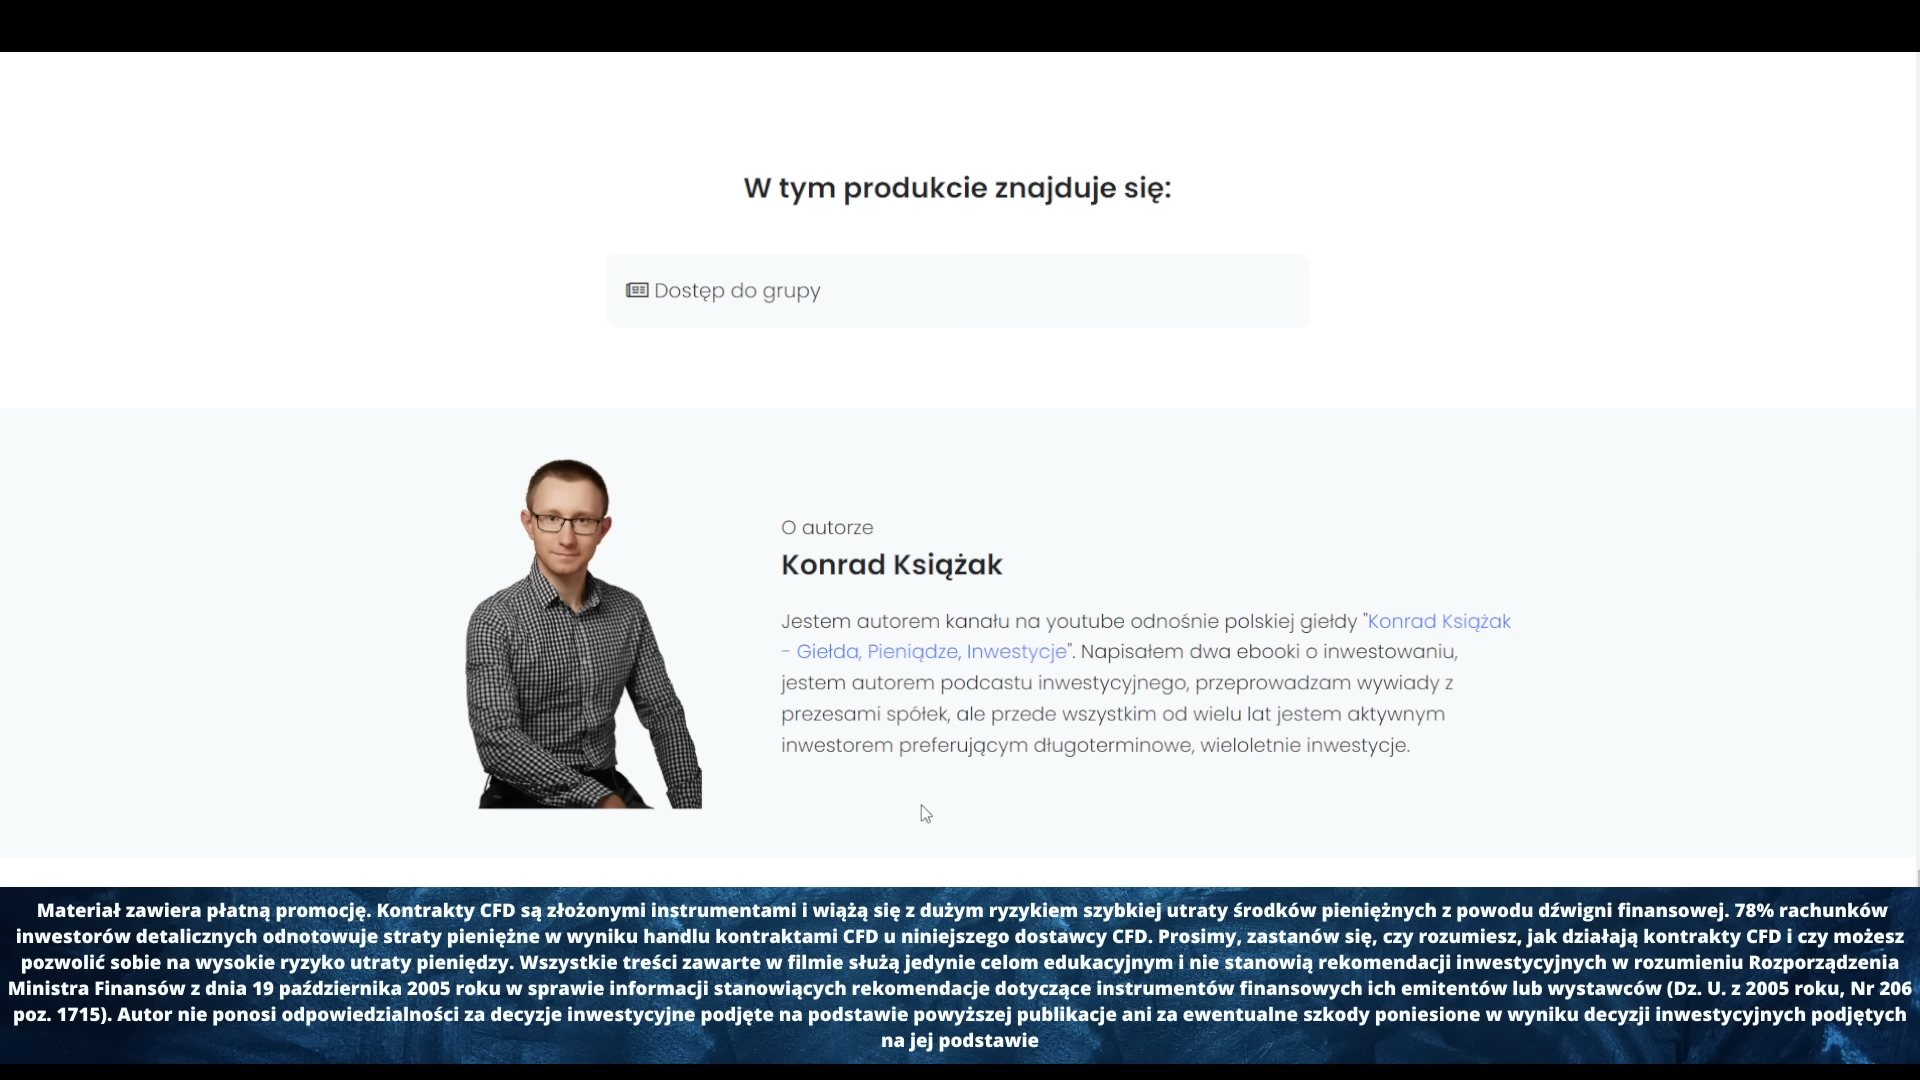 W tym produkcie znajduje się:
Dostęp do grupy
O autorze
Konrad Książak
Jestem autorem kanału na youtube odnośnie polskiej giełdy "Konrad Książak
- Giełda, Pieniądze, Inwestycje". Napisałem dwa ebooki o inwestowaniu,
jestem autorem podcastu inwestycyjnego, przeprowadzam wywiady z
prezesami spółek, ale przede wszystkim od wielu lat jestem aktywnym
inwestorem preferującym długoterminowe, wieloletnie inwestycje.
Materiał zawiera płatną promocję. Kontrakty CFD są złożonymi instrumentami i wiążą się z dużym ryzykiem szybkiej utraty środków pieniężnych z powodu dźwigni finansowej. 78% rachunków
inwestorów detalicznych odnotowuje straty pieniężne w wyniku handlu kontraktami CFD u niniejszego dostawcy CFD. Prosimy, zastanów się, czy rozumiesz, jak działają kontrakty CFD i czy możesz
pozwolić sobie na wysokie ryzyko utraty pieniędzy. Wszystkie treści zawarte w filmie służą jedynie celom edukacyjnym i nie stanowią rekomendacji inwestycyjnych w rozumieniu Rozporządzenia
Ministra Finansów z dnia 19 października 2005 roku w sprawie informacji stanowiących rekomendacje dotyczące instrumentów finansowych ich emitentów lub wystawców (Dz. U. z 2005 roku, Nr 206
poz. 1715). Autor nie ponosi odpowiedzialności za decyzje inwestycyjne podjęte na podstawie powyższej publikacje ani za ewentualne szkody poniesione w wyniku decyzji inwestycyjnych podjętych
na jej podstawie